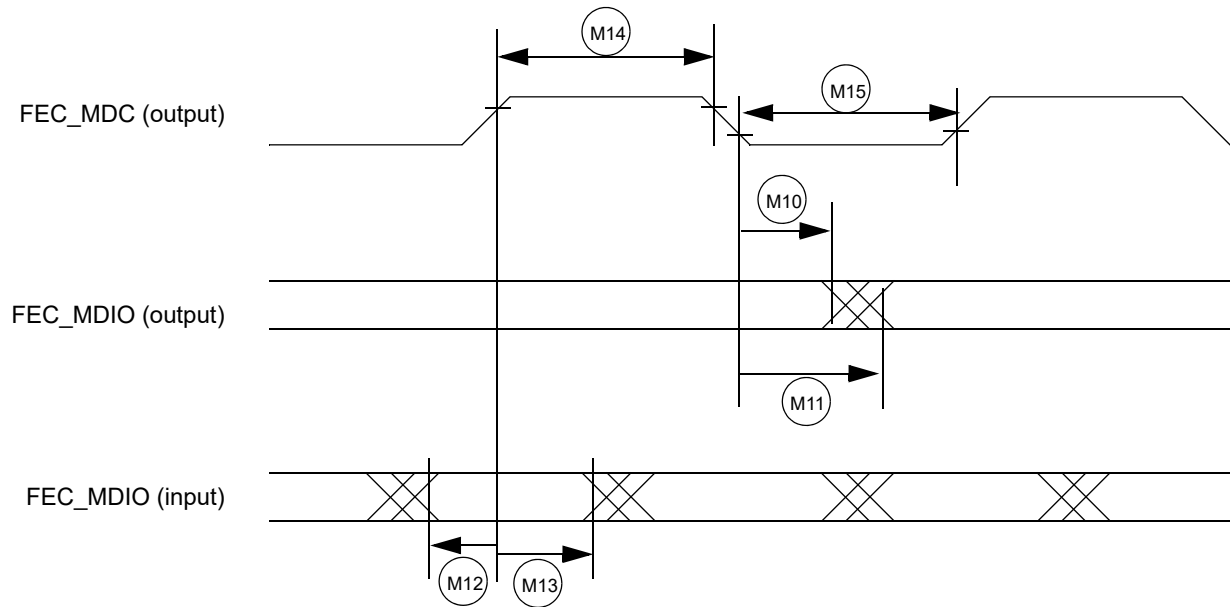 M14
FEC_MDC (output)
M15
M10
FEC_MDIO (output)
M11
FEC_MDIO (input)
M12
M13